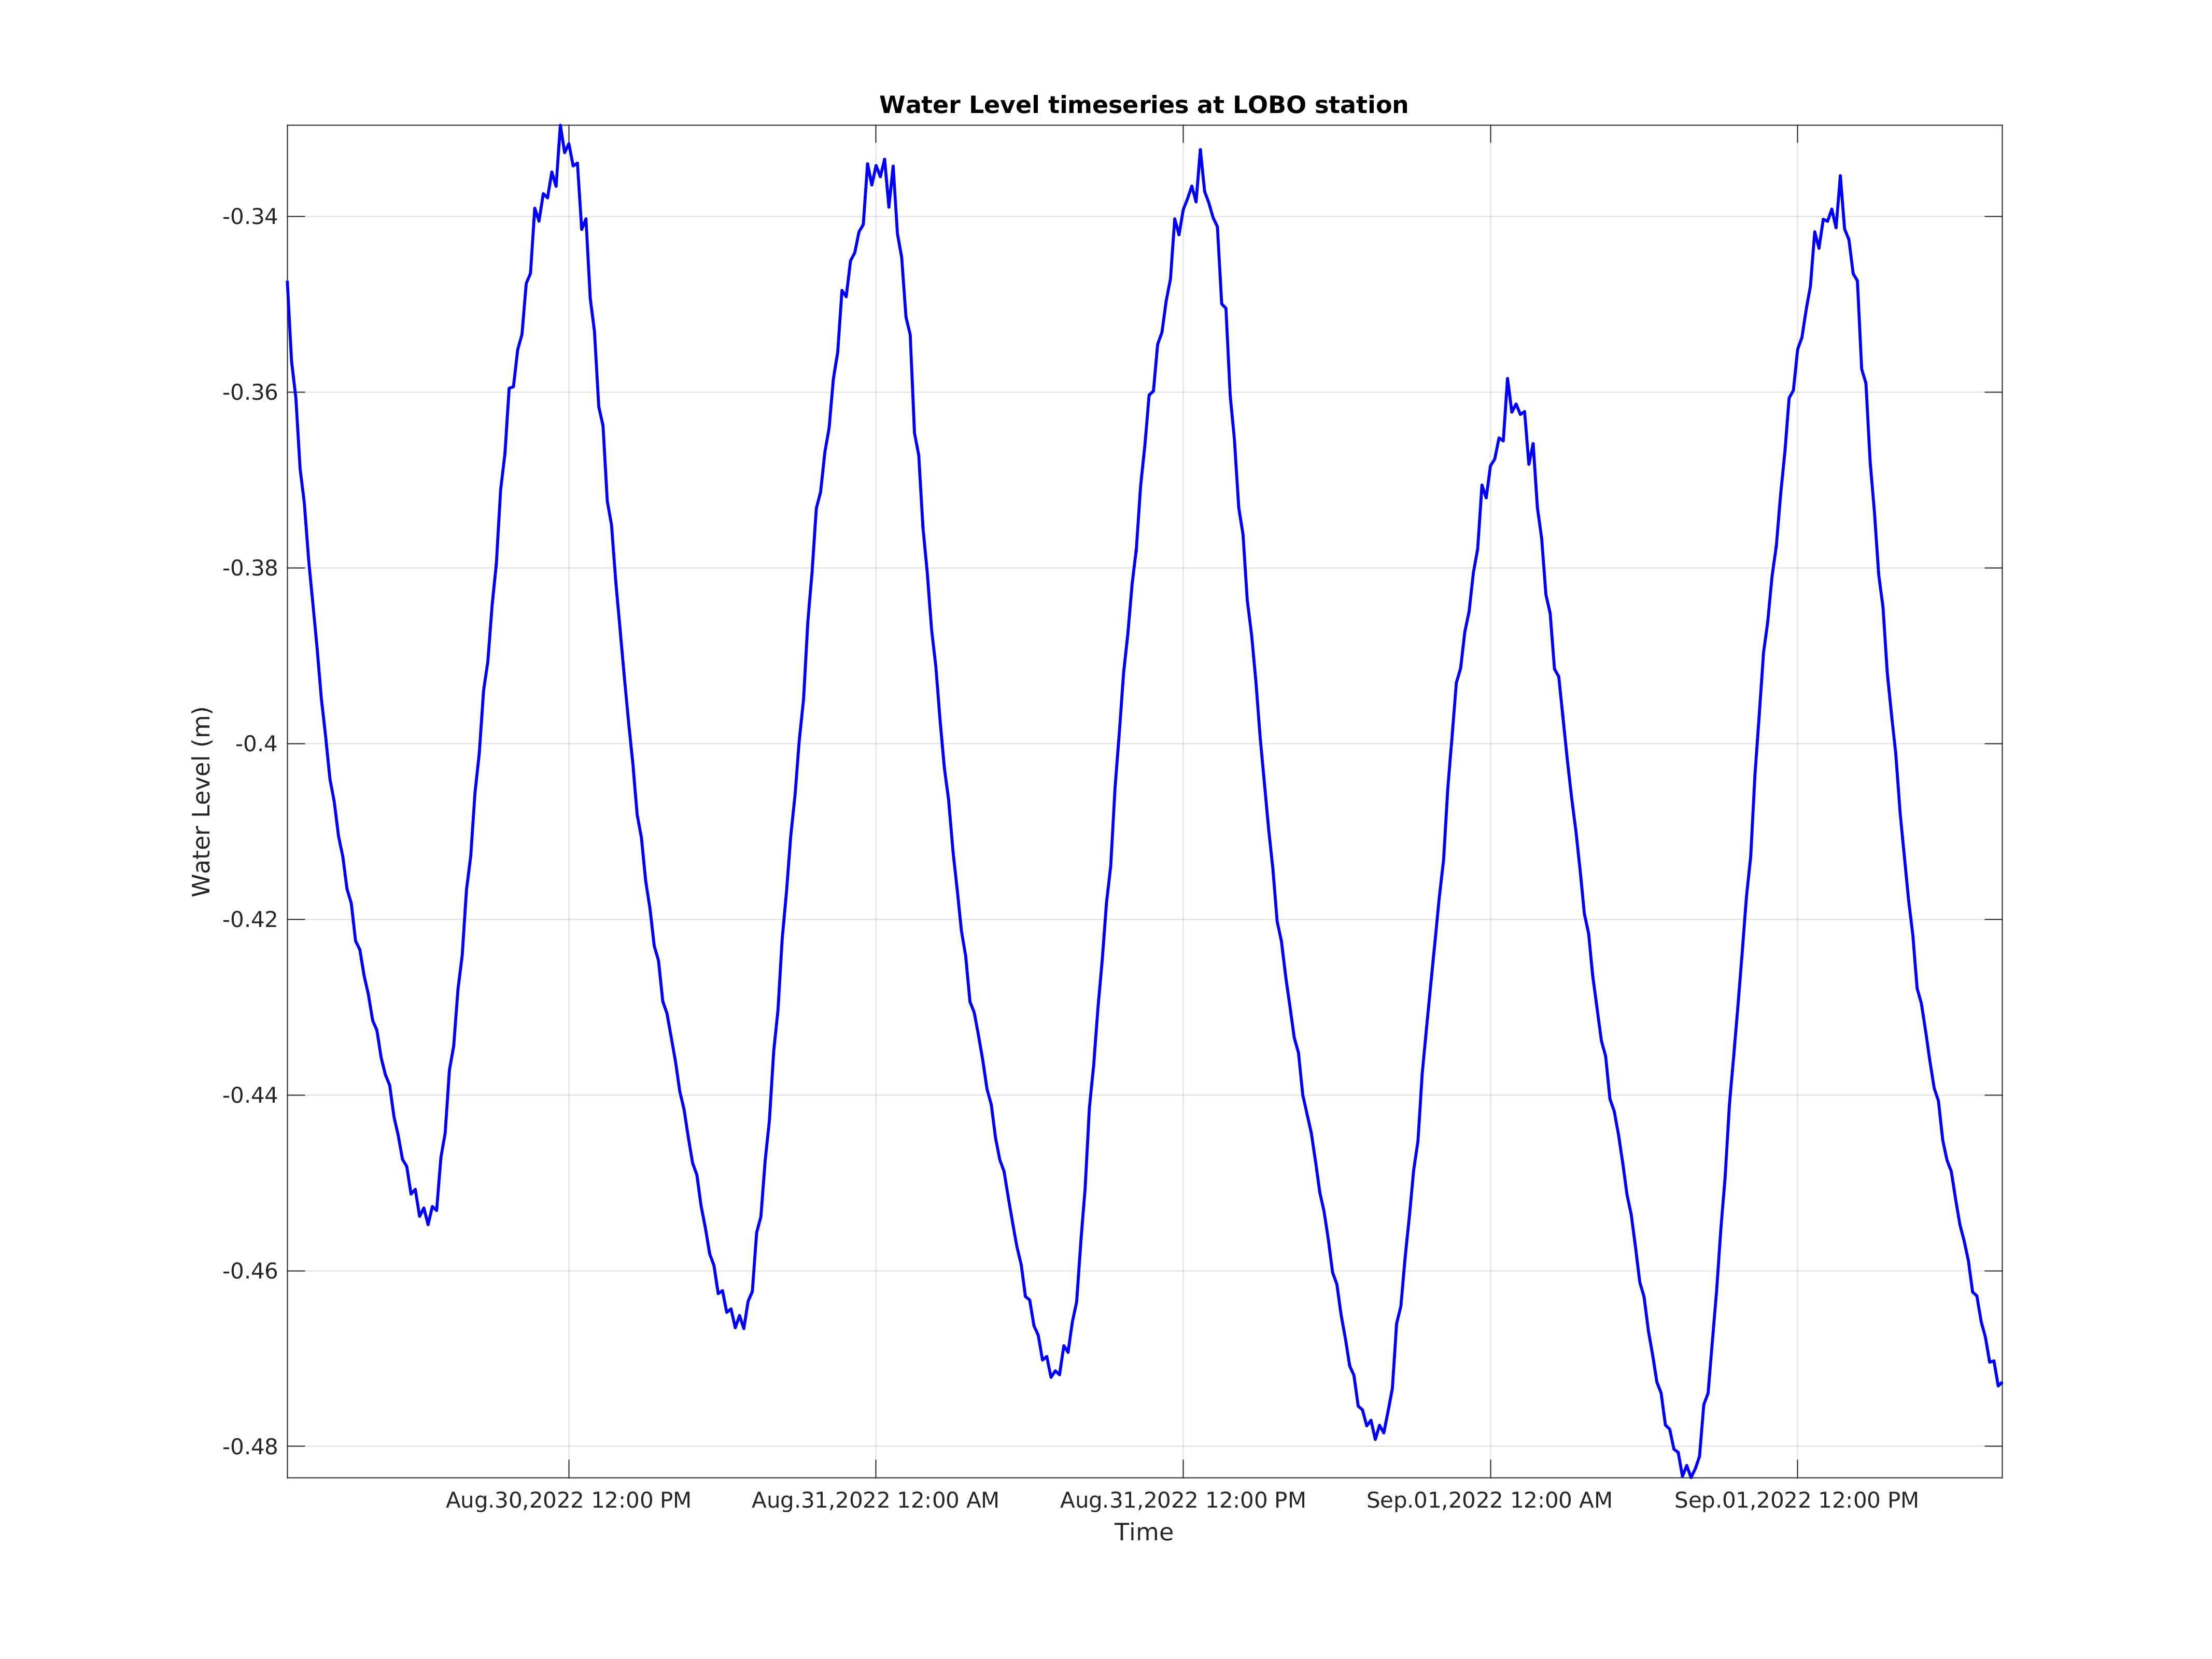 Water Level timeseries at LOBO station
-0.34
-0.36
-0.38
-0.4
-0.42
-0.44
-0.46
-0.48
Water Level (m)
Aug.30,2022 12:00 PM Aug.31,2022 12:00 AM Aug.31,2022 12:00 PM Sep.01,2022 12:00 AM Sep.01,2022 12:00 PM
Time